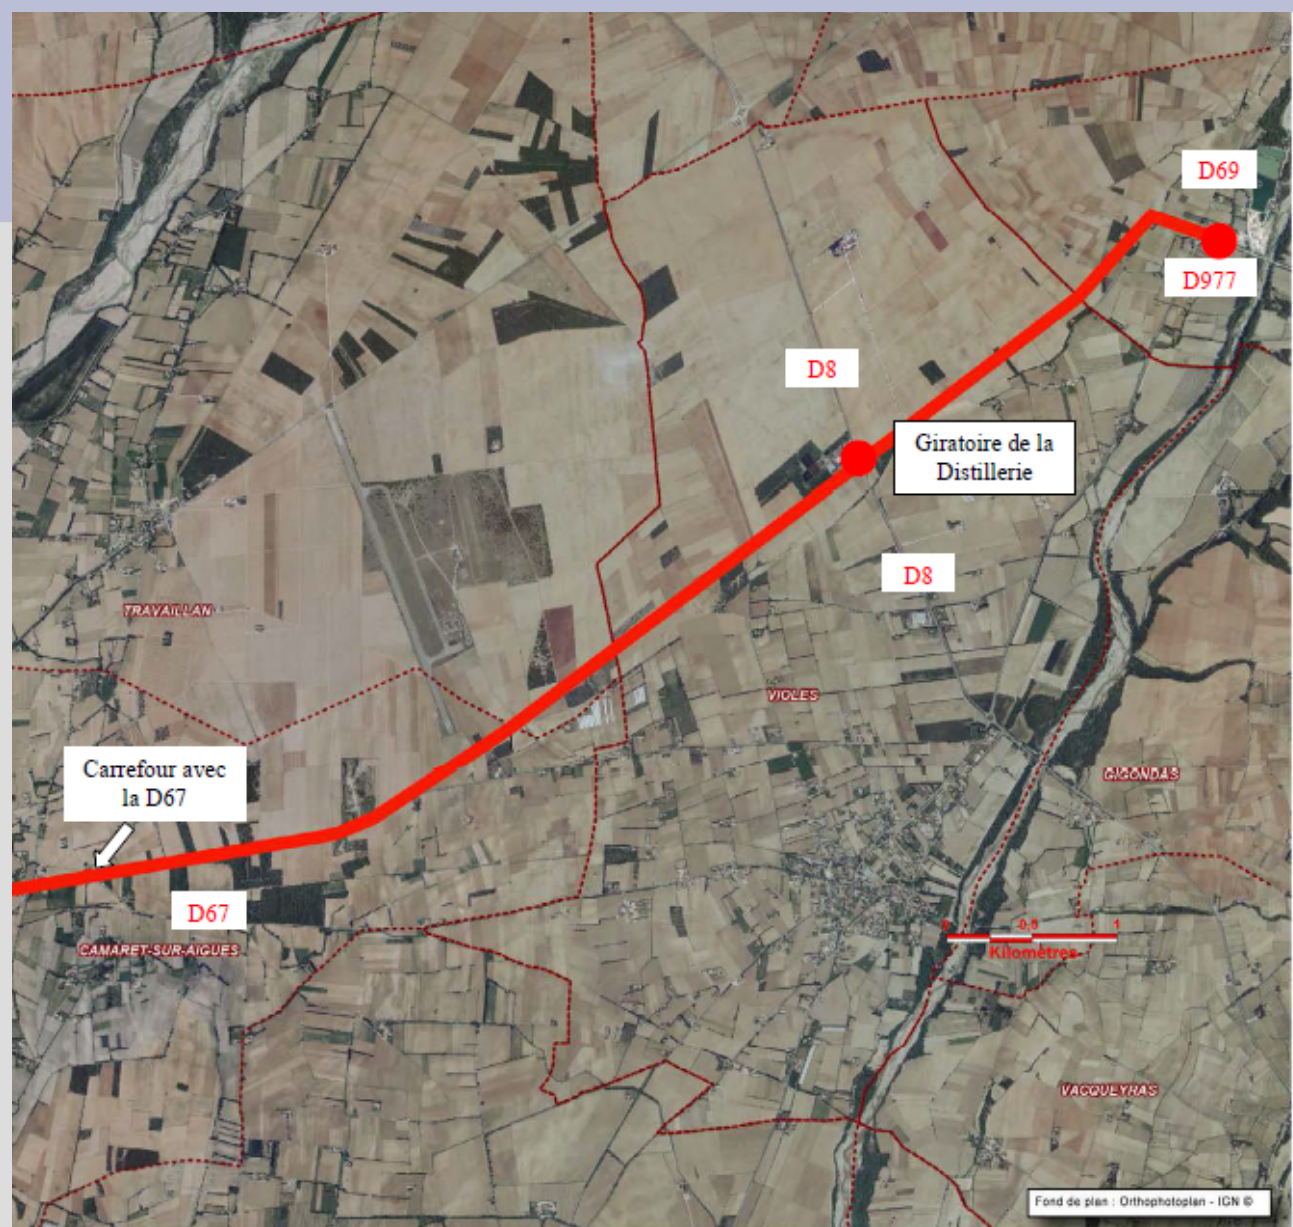 D69
D977
D8
Giratoire de la
Distillerie
D8
TRAVAILLAN
VIOLES
Carrefour avec
la D67
GIGONDAS
D67
0 0,5 1
Kilomètres
CAMARET-SUR-AIGUES
VACQUEYRAS
Fond de plan : Orthophotoplan - IGN ©